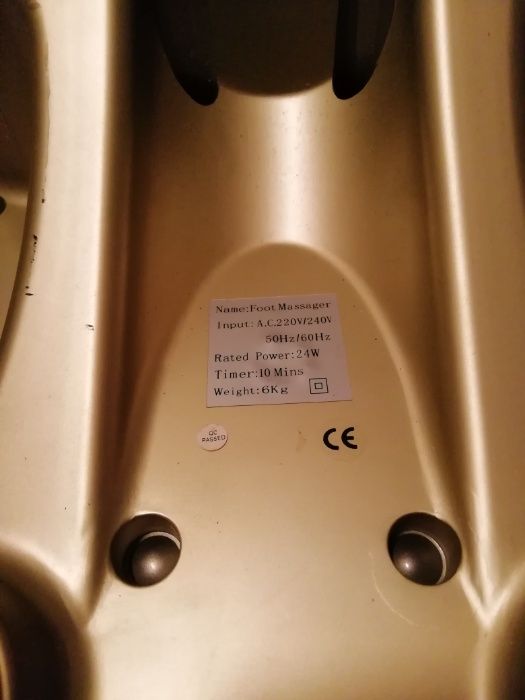 Name:Foot Massager
Input: A.C.220V/240V
50Hz/60Hz
Rated Power:24W
Timer:10 Mins
Weight:6Kg
QC
PASSED
CE